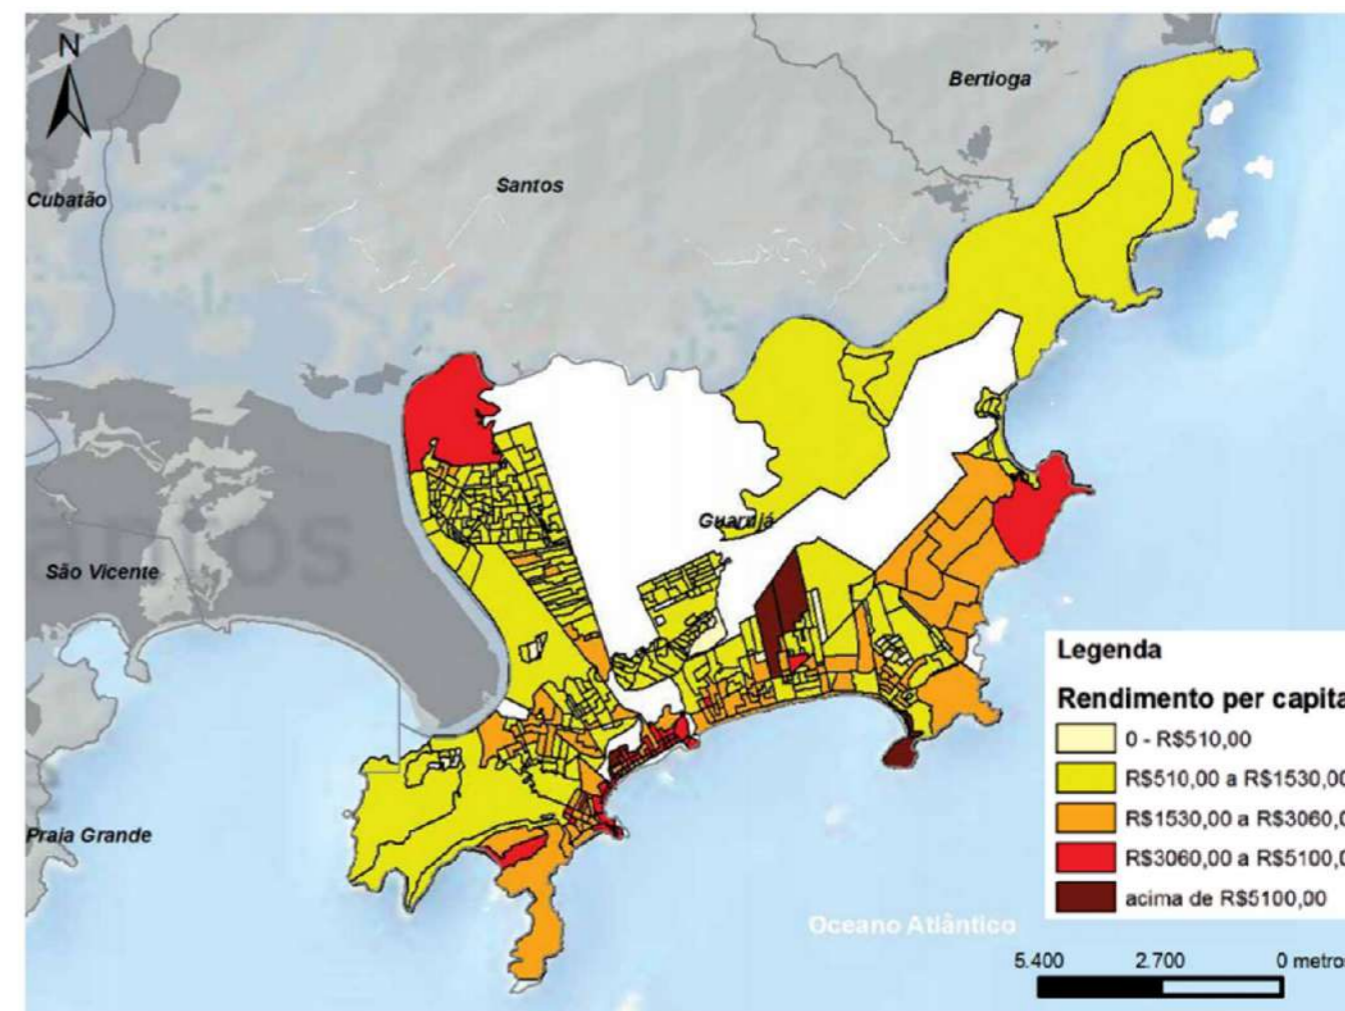 N
Bertioga
Santos
Cubatão
Guarujá
São Vicente
Praia Grande
Oceano Atlântico
Legenda
Rendimento per capita
0 - R$510,00
R$510,00 a R$1530,00
R$1530,00 a R$3060,0
R$3060,00 a R$5100,0
acima de R$5100,00
5.400 2.700 0 metros